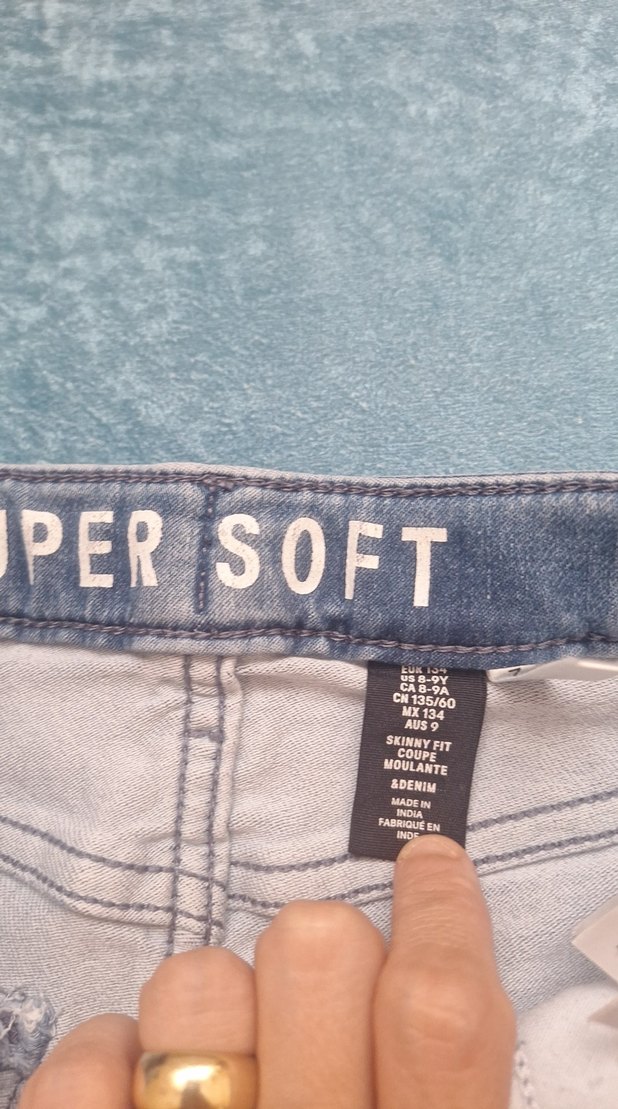 UPER SOFT
EUR 134
US 8-9Y
CA 8-9A
CN 135/60
MX 134
AUS 9
SKINNY FIT
COUPE
MOULANTE
&DENIM
MADE IN
INDIA
FABRIQUÉ EN
INDE